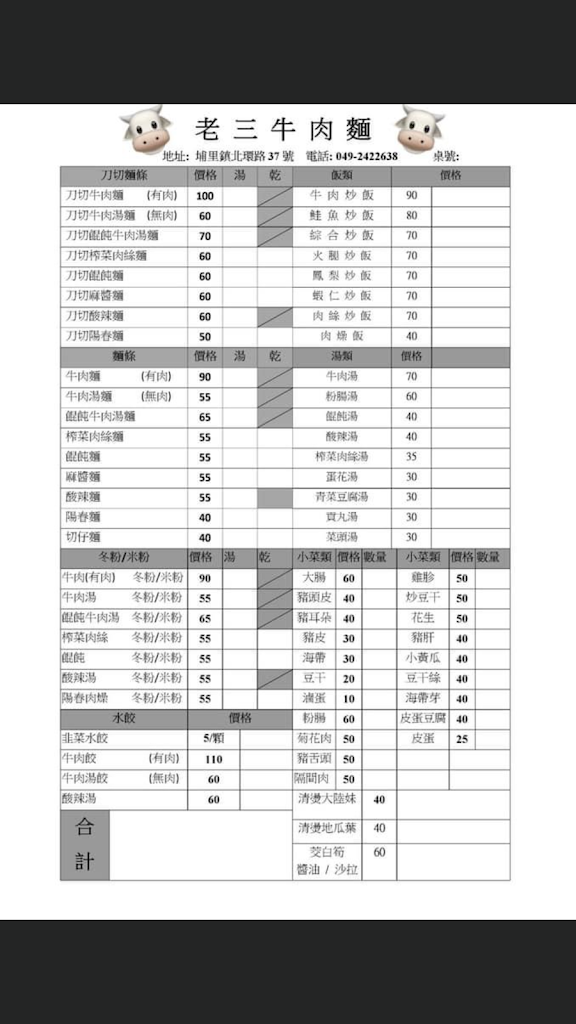 老三牛肉麵
地址: 埔里鎮北環路 37 號 電話: 049-2422638 桌號:
刀切麵條 價格 湯 乾 飯類 價格
刀切牛肉麵 (有肉) 100 牛肉炒飯 90
刀切牛肉湯麵 (無肉) 60 鮭魚炒飯 80
刀切餛飩牛肉湯麵 70 綜合炒飯 70
刀切榨菜肉絲麵 60 火腿炒飯 70
刀切餛飩麵 60 鳳梨炒飯 70
刀切麻醬麵 60 蝦仁炒飯 70
刀切酸辣麵 60 肉絲炒飯 70
刀切陽春麵 50 肉燥飯 40
麵條 價格 湯 乾 湯類 價格
牛肉麵 (有肉) 90 牛肉湯 70
牛肉湯麵 (無肉) 55 粉腸湯 60
餛飩牛肉湯麵 65 餛飩湯 40
榨菜肉絲麵 55 酸辣湯 40
餛飩麵 55 榨菜肉絲湯 35
麻醬麵 55 蛋花湯 30
酸辣麵 55 青菜豆腐湯 30
陽春麵 40 貢丸湯 30
切仔麵 40 菜頭湯 30
冬粉/米粉 價格 湯 乾 小菜類 價格 數量 小菜類 價格 數量
牛肉(有肉) 冬粉/米粉 90 大腸 60 雞胗 50
牛肉湯 冬粉/米粉 55 豬頭皮 40 炒豆干 50
餛飩牛肉湯 冬粉/米粉 65 豬耳朵 40 花生 50
榨菜肉絲 冬粉/米粉 55 豬皮 30 豬肝 40
餛飩 冬粉/米粉 55 海帶 30 小黃瓜 40
酸辣湯 冬粉/米粉 55 豆干 20 豆干絲 40
陽春肉燥 冬粉/米粉 55 滷蛋 10 海帶芽 40
水餃 價格 粉腸 60 皮蛋豆腐 40
韭菜水餃 5/顆 菊花肉 50 皮蛋 25
牛肉餃 (有肉) 110 豬舌頭 50
牛肉湯餃 (無肉) 60 隔間肉 50
酸辣湯 60 清燙大陸妹 40
合計 清燙地瓜葉 40
茭白筍 60
醬油 / 沙拉